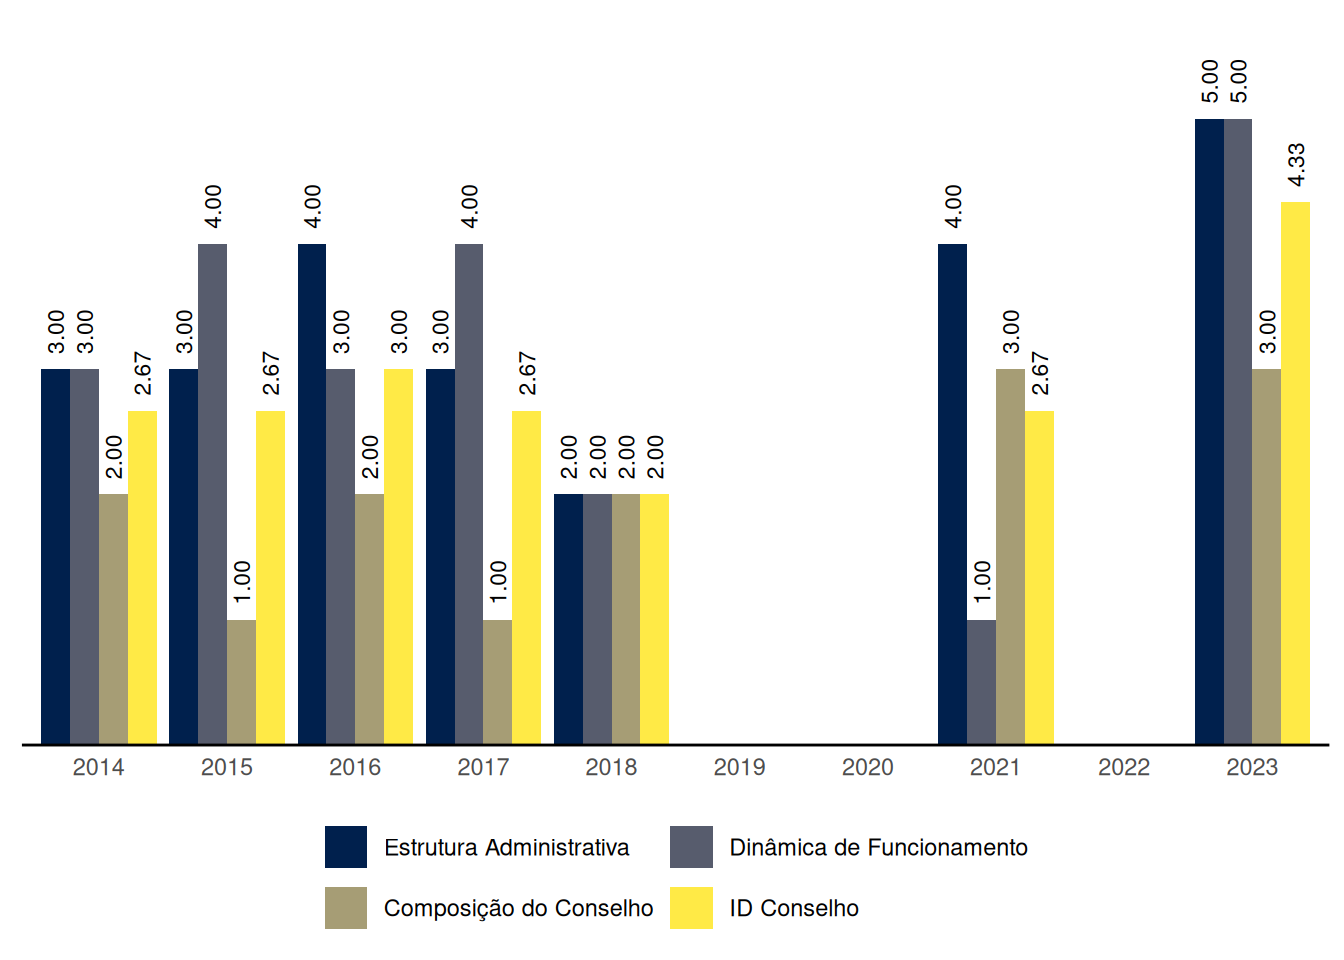 3.00 3.00 2.00 2.67
3.00 4.00 1.00 2.67
4.00 3.00 2.00 3.00
3.00 4.00 1.00 2.67
2.00 2.00 2.00 2.00
4.00 1.00 3.00 2.67
5.00 5.00 3.00 4.33
2014 2015 2016 2017 2018 2019 2020 2021 2022 2023
Estrutura Administrativa Dinâmica de Funcionamento
Composição do Conselho ID Conselho